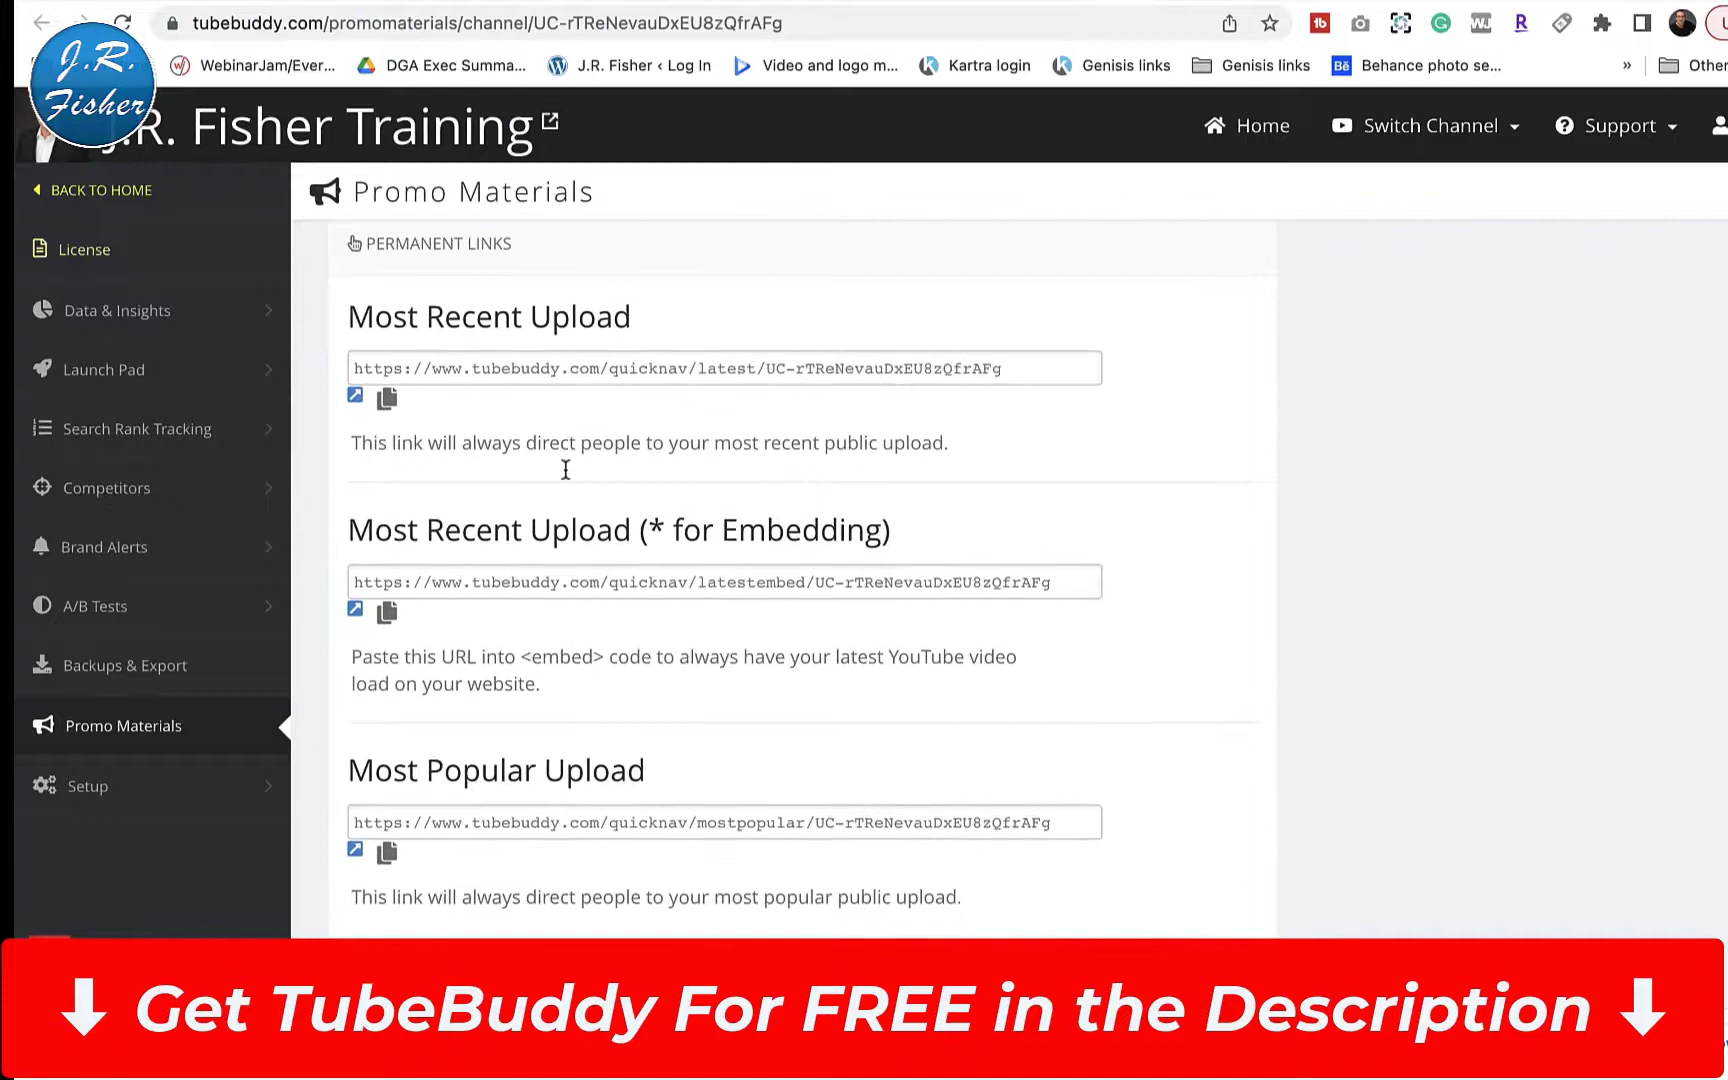 tubebuddy.com/promomaterials/channel/UC-rTReNevauDxEU8zQfrAFg
WebinarJam/Ever...
DGA Exec Summa...
J.R. Fisher ‹ Log In
Video and logo m...
Kartra login
Genisis links
Genisis links
Behance photo se...
»
Other
J.R.
Fisher
J.R. Fisher Training
Home
Switch Channel
Support
BACK TO HOME
License
Data & Insights
Launch Pad
Search Rank Tracking
Competitors
Brand Alerts
A/B Tests
Backups & Export
Promo Materials
Setup
Promo Materials
PERMANENT LINKS
Most Recent Upload
https://www.tubebuddy.com/quicknav/latest/UC-rTReNevauDxEU8zQfrAFg
This link will always direct people to your most recent public upload.
Most Recent Upload (* for Embedding)
https://www.tubebuddy.com/quicknav/latestembed/UC-rTReNevauDxEU8zQfrAFg
Paste this URL into <embed> code to always have your latest YouTube video
load on your website.
Most Popular Upload
https://www.tubebuddy.com/quicknav/mostpopular/UC-rTReNevauDxEU8zQfrAFg
This link will always direct people to your most popular public upload.
Get TubeBuddy For FREE in the Description